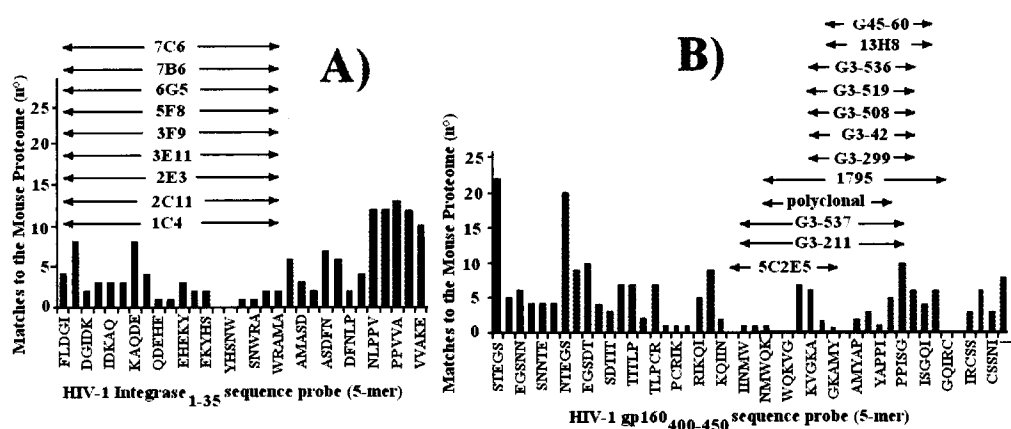 7C6
7B6
6G5
5F8
3F9
3E11
2E3
2C11
1C4
A)
Matches to the Mouse Proteome (n°)
25
20
15
10
5
0
FLDGI
DGIDK
IDKAQ
KAQDE
QDEHE
EHEKY
EKYHS
YHSNW
SNWRA
WRAMA
AMASD
ASDFN
DFNLP
NLPPV
PPVVA
VVAKE
HIV-1 Integrase 1-35 sequence probe (5-mer)
G45-60
13H8
G3-536
G3-519
G3-508
G3-42
G3-299
1795
polyclonal
G3-537
G3-211
5C2E5
B)
Matches to the Mouse Proteome (n°)
25
20
15
10
5
0
STEGS
EGSNN
SNNTE
NTEGS
EGSDT
SDTIT
TITLP
TLPCR
PCRIK
RIKQI
KQIIN
IINMW
NMWQK
WQKVG
KVGKA
GKAMY
AMYAP
YAPPI
PPISG
ISGQI
GQIRC
IRCSS
CSSNI
HIV-1 gp160 400-450 sequence probe (5-mer)